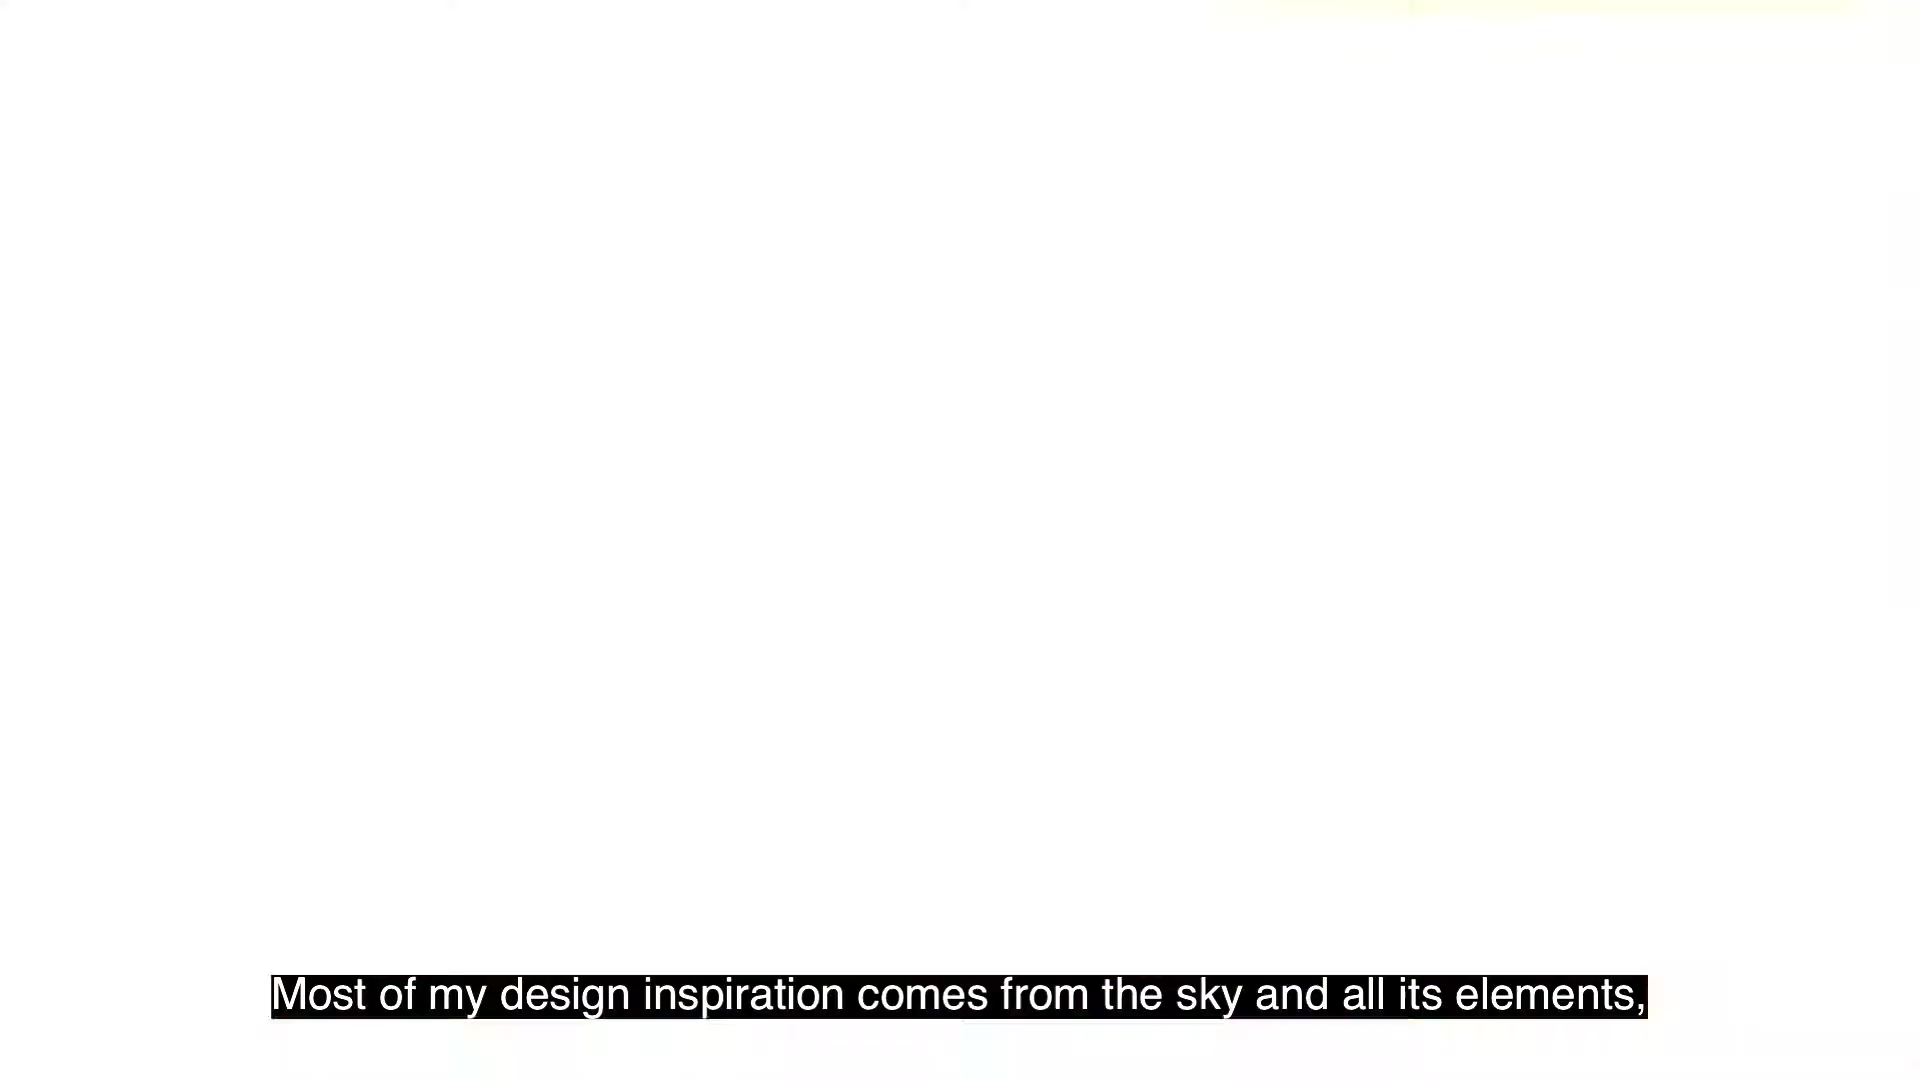 Most of my design inspiration comes from the sky and all its elements,